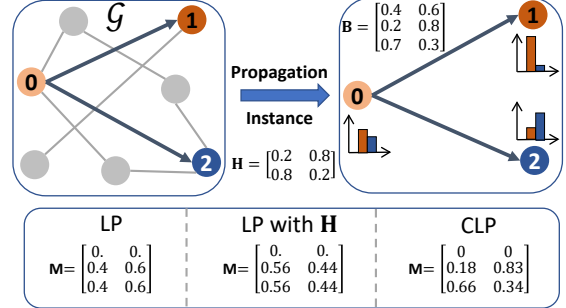 𝒢
1
0
2
Propagation
Instance
H = [0.2 0.8
0.8 0.2]
B = [0.4 0.6
0.2 0.8
0.7 0.3]
1
0
2
LP
M= [0. 0.
0.4 0.6
0.4 0.6]
LP with H
M= [0. 0.
0.56 0.44
0.56 0.44]
CLP
M= [0 0
0.18 0.83
0.66 0.34]